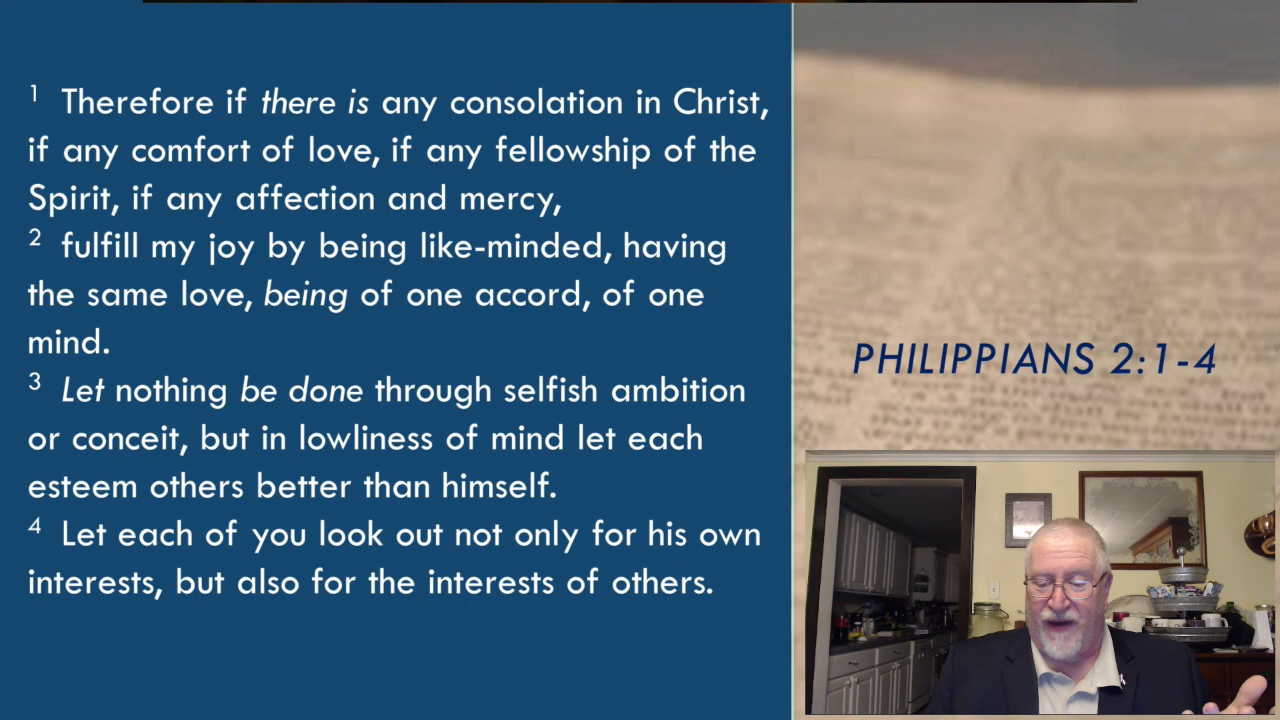 1 Therefore if there is any consolation in Christ,
if any comfort of love, if any fellowship of the
Spirit, if any affection and mercy,
2 fulfill my joy by being like-minded, having
the same love, being of one accord, of one
mind.
3 Let nothing be done through selfish ambition
or conceit, but in lowliness of mind let each
esteem others better than himself.
4 Let each of you look out not only for his own
interests, but also for the interests of others.
PHILIPPIANS 2:1-4